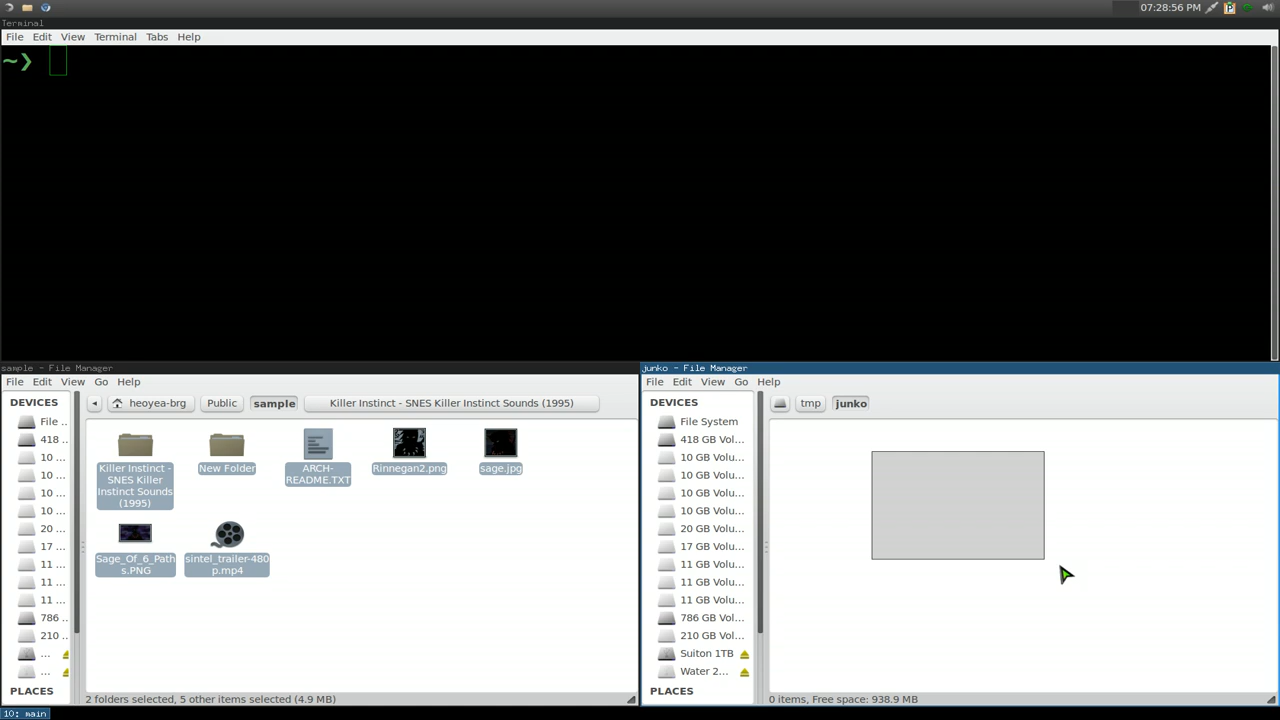 07:28:56 PM
Terminal
File Edit View Terminal Tabs Help
~❯
sample - File Manager
File Edit View Go Help
DEVICES
heoyea-brg Public sample Killer Instinct - SNES Killer Instinct Sounds (1995)
File ..
418 ..
10 ...
10 ...
10 ...
10 ...
20 ...
17 ...
11 ...
11 ...
11 ...
786 ..
210 ..
...
...
PLACES
Killer Instinct -
SNES Killer
Instinct Sounds
(1995)
New Folder
ARCH-
README.TXT
Rinnegan2.png
sage.jpg
Sage_Of_6_Path
s.PNG
sintel_trailer-480
p.mp4
2 folders selected, 5 other items selected (4.9 MB)
junko - File Manager
File Edit View Go Help
DEVICES
tmp junko
File System
418 GB Vol...
10 GB Volu...
10 GB Volu...
10 GB Volu...
10 GB Volu...
20 GB Volu...
17 GB Volu...
11 GB Volu...
11 GB Volu...
11 GB Volu...
786 GB Vol...
210 GB Vol...
Suiton 1TB
Water 2...
PLACES
0 items, Free space: 938.9 MB
10: main